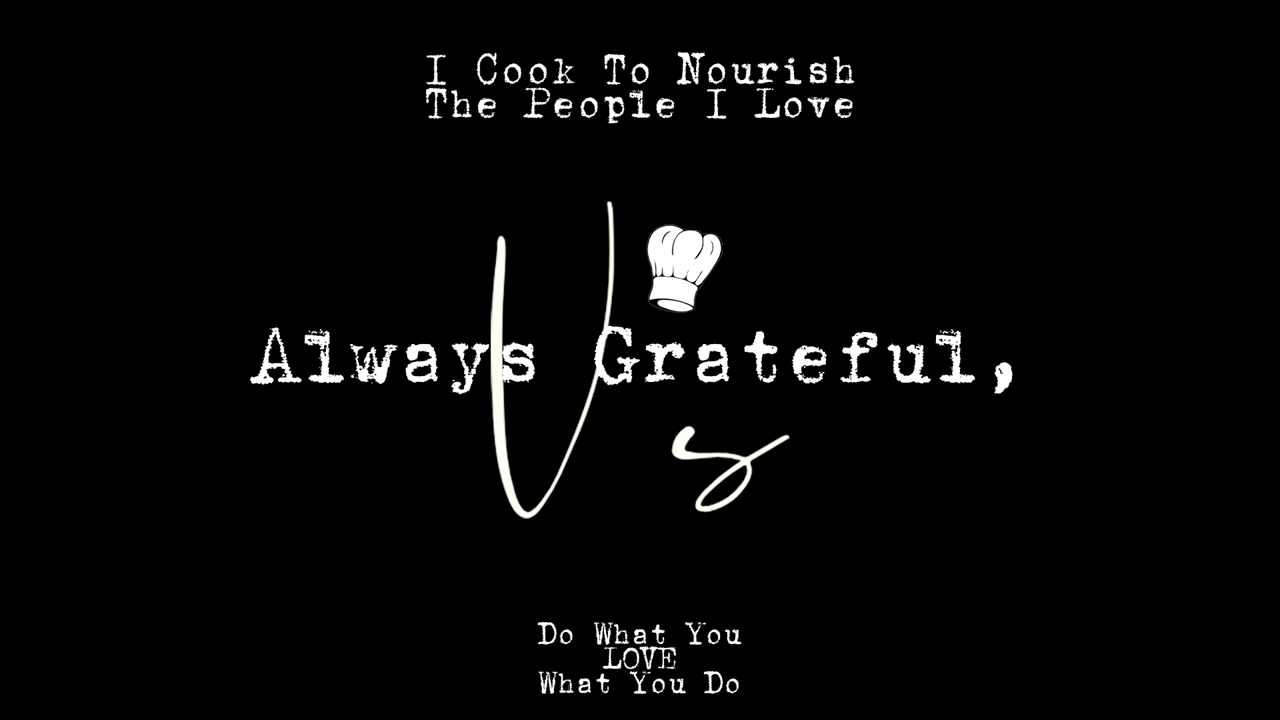 I Cook To Nourish
The People I Love
Always Grateful,
Vs
Do What You
LOVE
What You Do